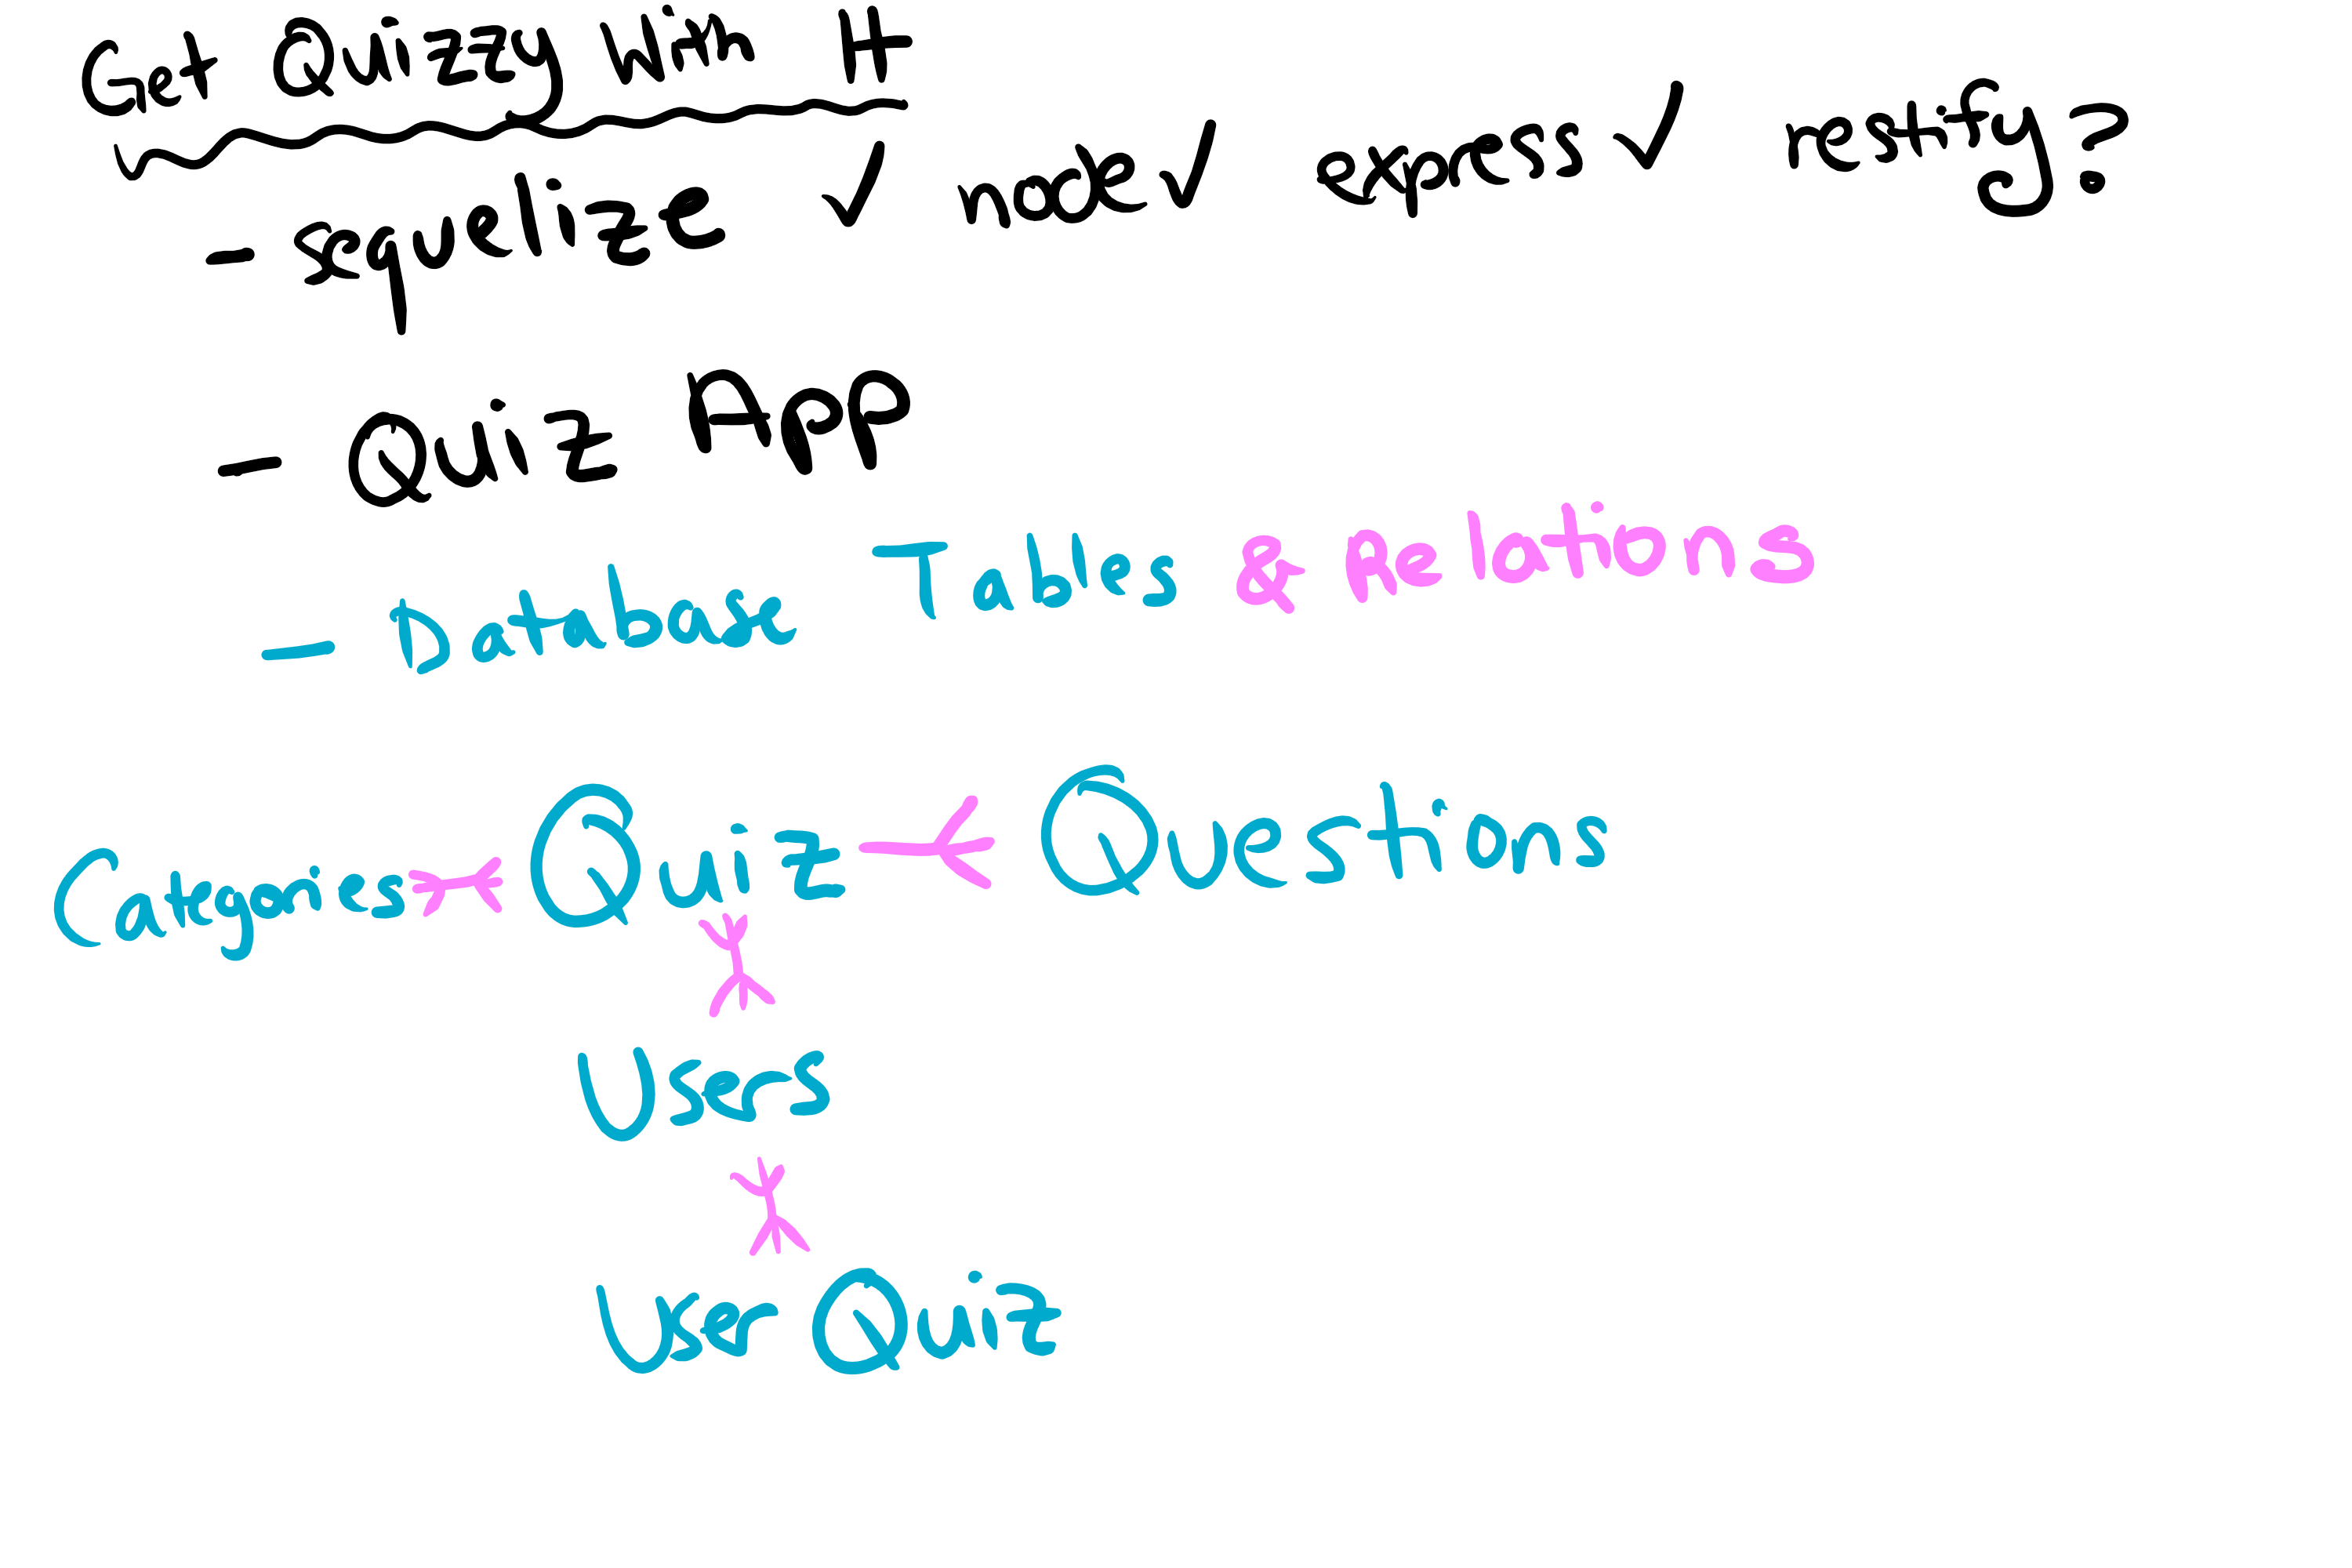 Get Quizzy With It
- sequelize ✓ node ✓ express ✓ restify?
- Quiz App
- Database Tables & Relations
Categories Quiz Questions
Users
User Quiz